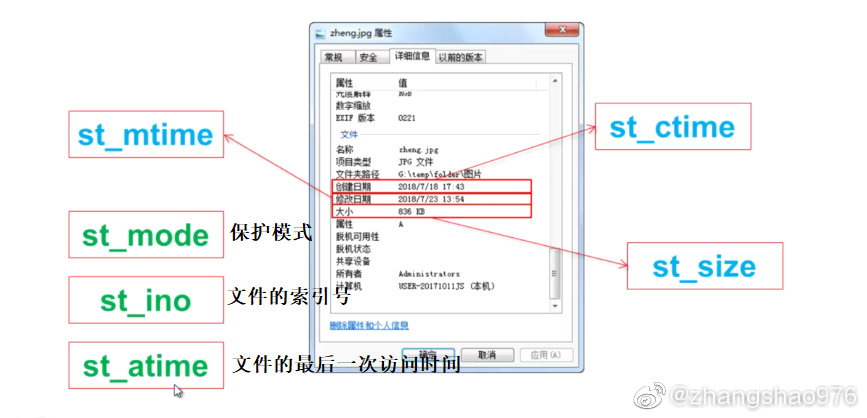 zheng.jpg 属性
常规 安全 详细信息 以前的版本
属性 值
数字缩放
EXIF 版本 0221
文件
名称 zheng.jpg
项目类型 JPG 文件
文件夹路径 G:\temp\folder\图片
创建日期 2018/7/18 17:43
修改日期 2018/7/23 13:54
大小 836 KB
属性 A
脱机可用性
脱机状态
共享设备
所有者 Administrators
计算机 USER-20171011JS (本机)
删除属性和个人信息
确定 取消 应用(A)
st_mtime
st_mode 保护模式
st_ino 文件的索引号
st_atime 文件的最后一次访问时间
st_ctime
st_size
@zhangshao976